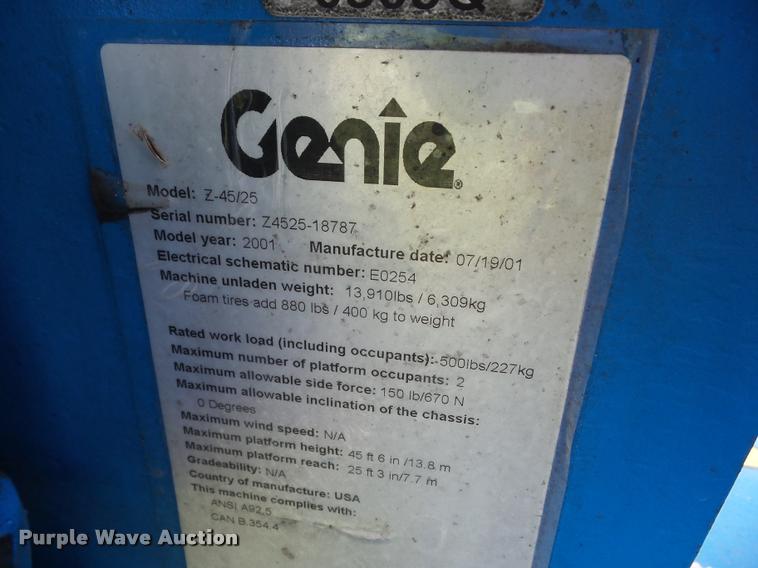 Genie
Model: Z-45/25
Serial number: Z4525-18787
Model year: 2001 Manufacture date: 07/19/01
Electrical schematic number: E0254
Machine unladen weight: 13,910lbs / 6,309kg
Foam tires add 880 lbs / 400 kg to weight
Rated work load (including occupants): 500lbs/227kg
Maximum number of platform occupants: 2
Maximum allowable side force: 150 lb/670 N
Maximum allowable inclination of the chassis:
0 Degrees
Maximum wind speed: N/A
Maximum platform height: 45 ft 6 in /13.8 m
Maximum platform reach: 25 ft 3 in/7.7 m
Gradeability: N/A
Country of manufacture: USA
This machine complies with:
ANSI A92.5
CAN B.354.4
Purple Wave Auction